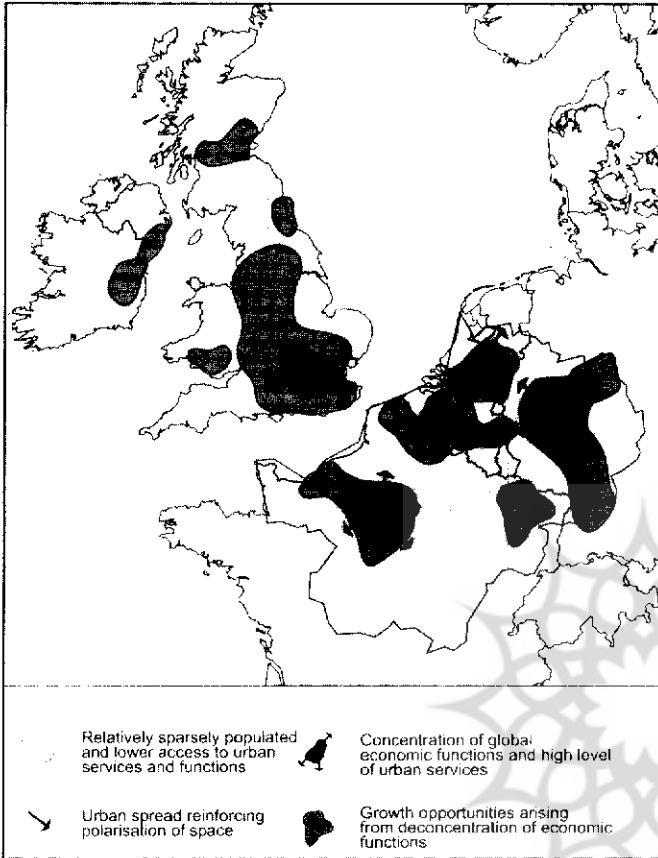 Relatively sparsely populated
and lower access to urban
services and functions
Urban spread reinforcing
polarisation of space
Concentration of global
economic functions and high level
of urban services
Growth opportunities arising
from deconcentration of economic
functions